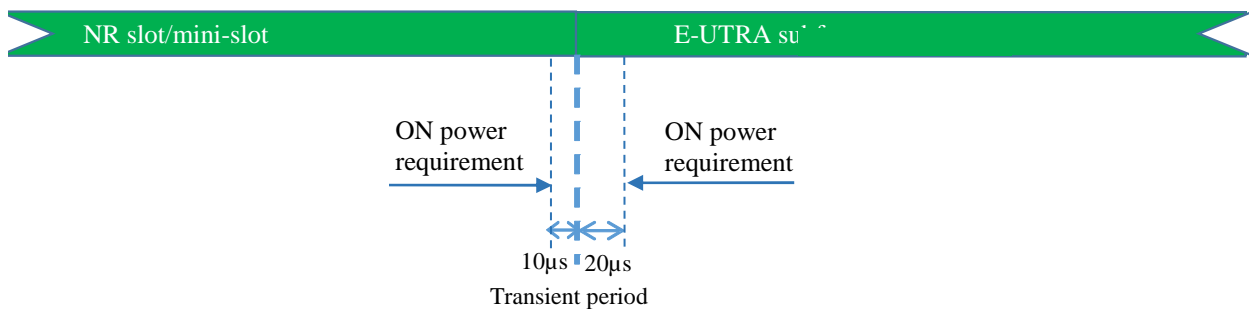 NR slot/mini-slot
E-UTRA
ON power
requirement
ON power
requirement
10µs
20µs
Transient period